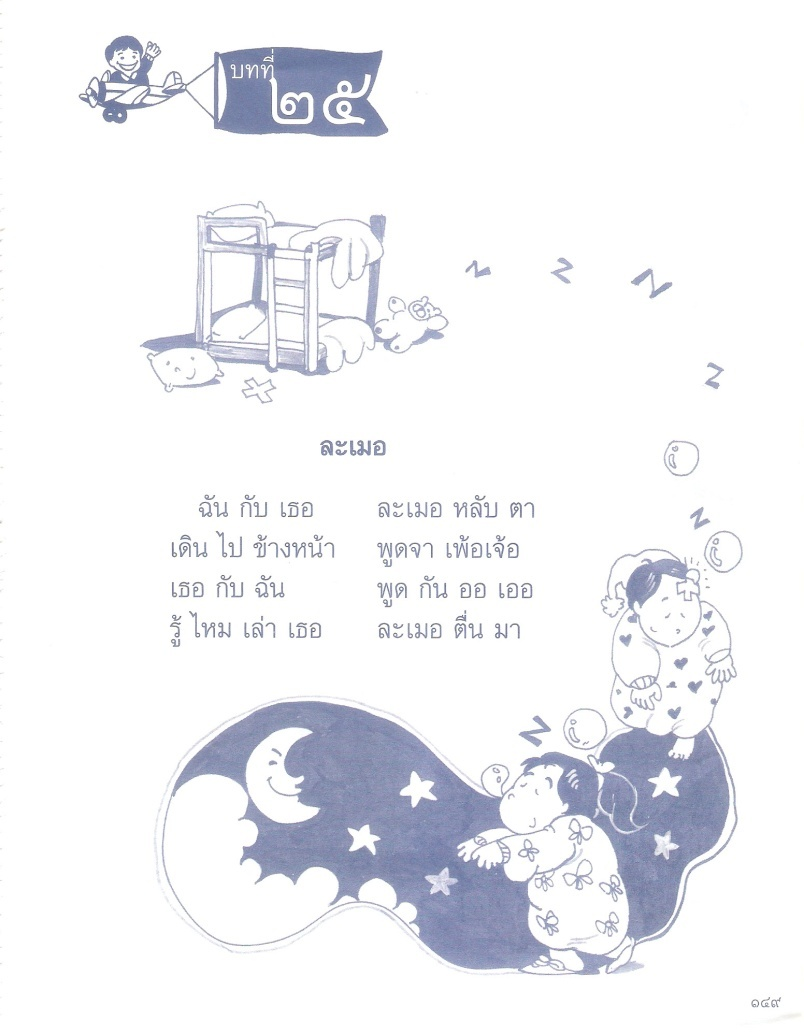 บทที่
๒๕
z z z
z
ละเมอ
ฉัน กับ เธอ ละเมอ หลับ ตา
เดิน ไป ข้างหน้า พูดจา เพ้อเจ้อ
เธอ กับ ฉัน พูด กัน ออ เออ
รู้ ไหม เล่า เธอ ละเมอ ตื่น มา
z
z
๑๔๙